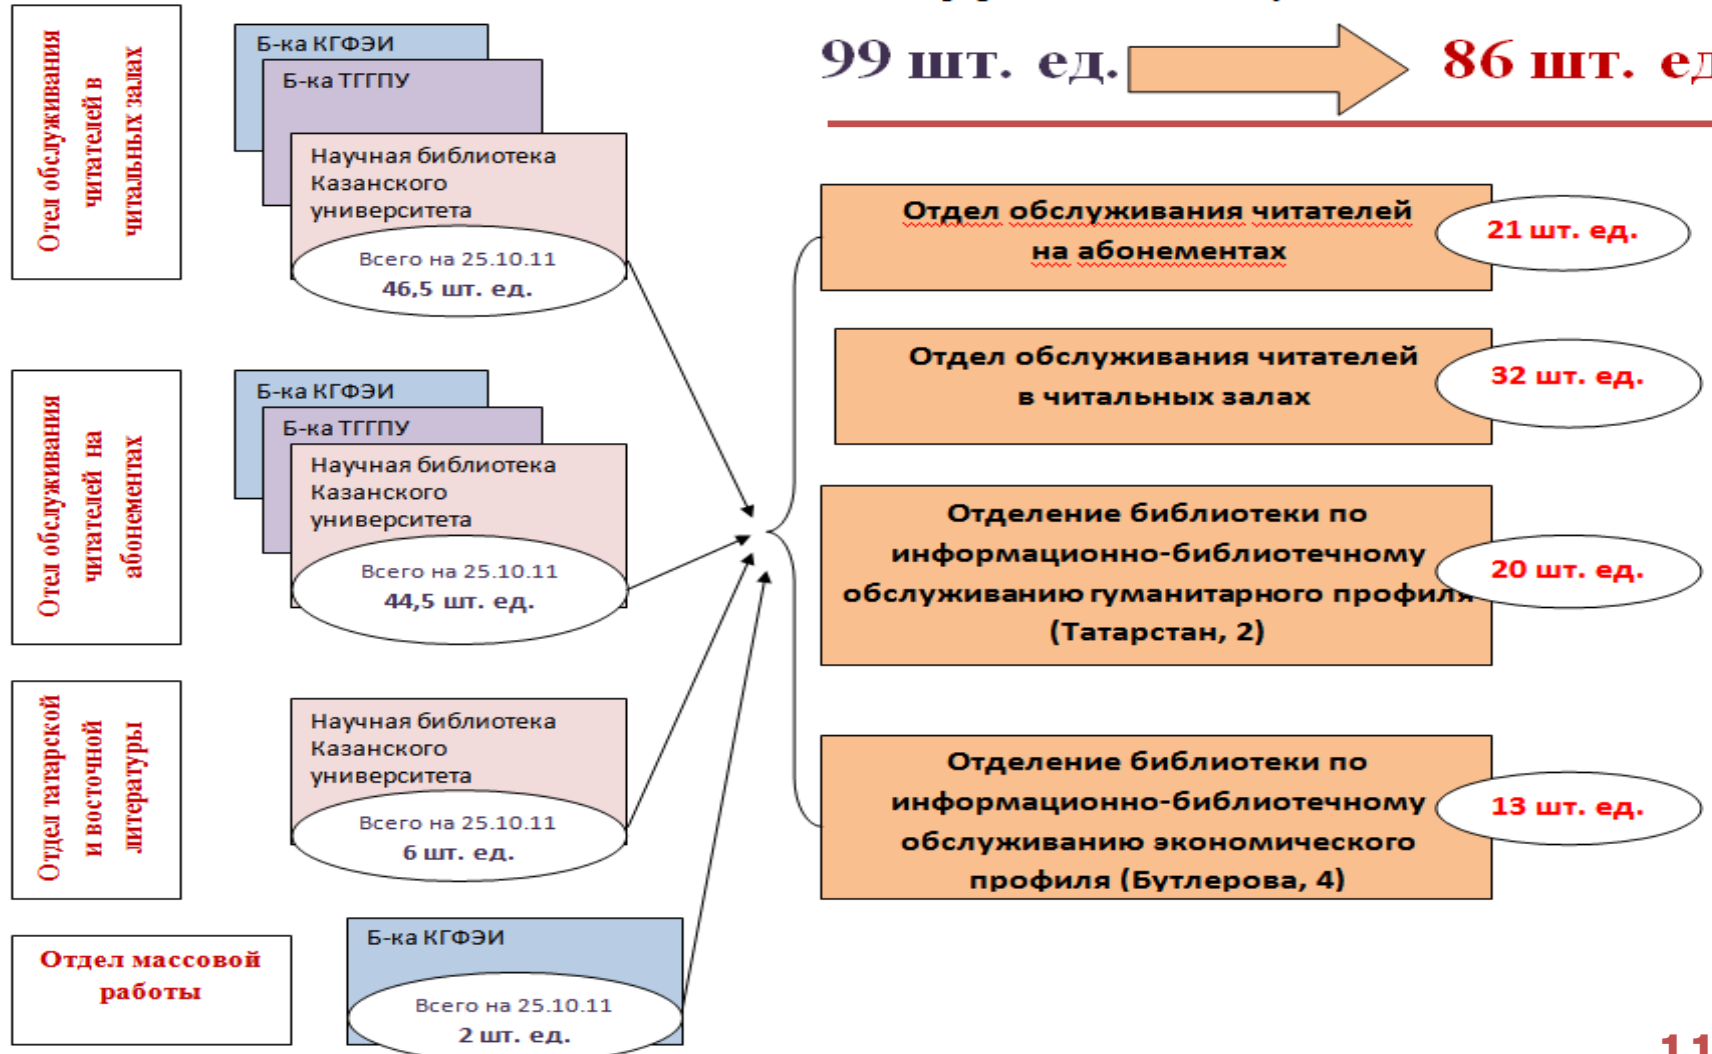 99 шт. ед.
86 шт. ед
Отел обслуживания
читателей в
читальных залах
Б-ка КГФЭИ
Б-ка ТГГПУ
Научная библиотека
Казанского
университета
Всего на 25.10.11
46,5 шт. ед.
Отел обслуживания
читателей на
абонементах
Б-ка КГФЭИ
Б-ка ТГГПУ
Научная библиотека
Казанского
университета
Всего на 25.10.11
44,5 шт. ед.
Отдел татарской
и восточной
литературы
Научная библиотека
Казанского
университета
Всего на 25.10.11
6 шт. ед.
Отдел массовой
работы
Б-ка КГФЭИ
Всего на 25.10.11
2 шт. ед.
Отдел обслуживания читателей
на абонементах
21 шт. ед.
Отдел обслуживания читателей
в читальных залах
32 шт. ед.
Отделение библиотеки по
информационно-библиотечному
обслуживанию гуманитарного профиля
(Татарстан, 2)
20 шт. ед.
Отделение библиотеки по
информационно-библиотечному
обслуживанию экономического
профиля (Бутлерова, 4)
13 шт. ед.
11